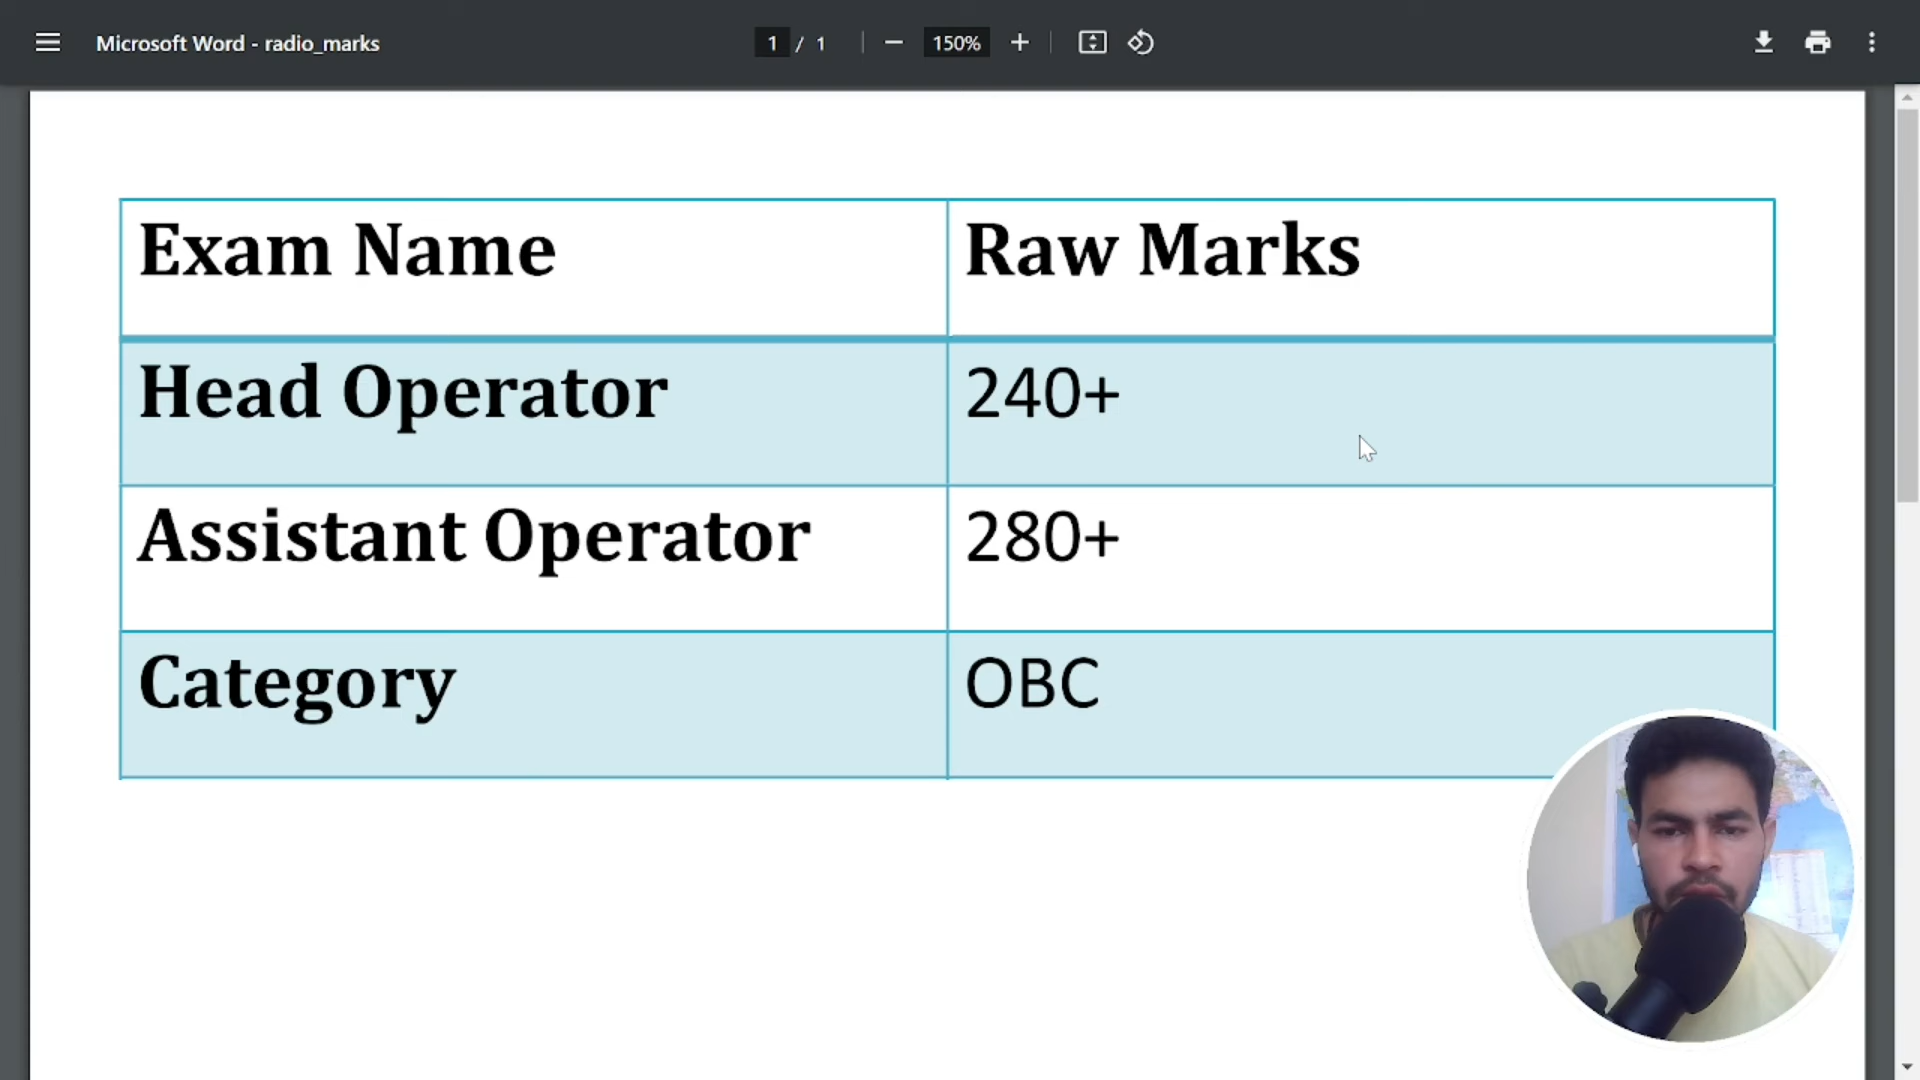 Microsoft Word - radio_marks
1 / 1
150%
Exam Name
Raw Marks
Head Operator
240+
Assistant Operator
280+
Category
OBC